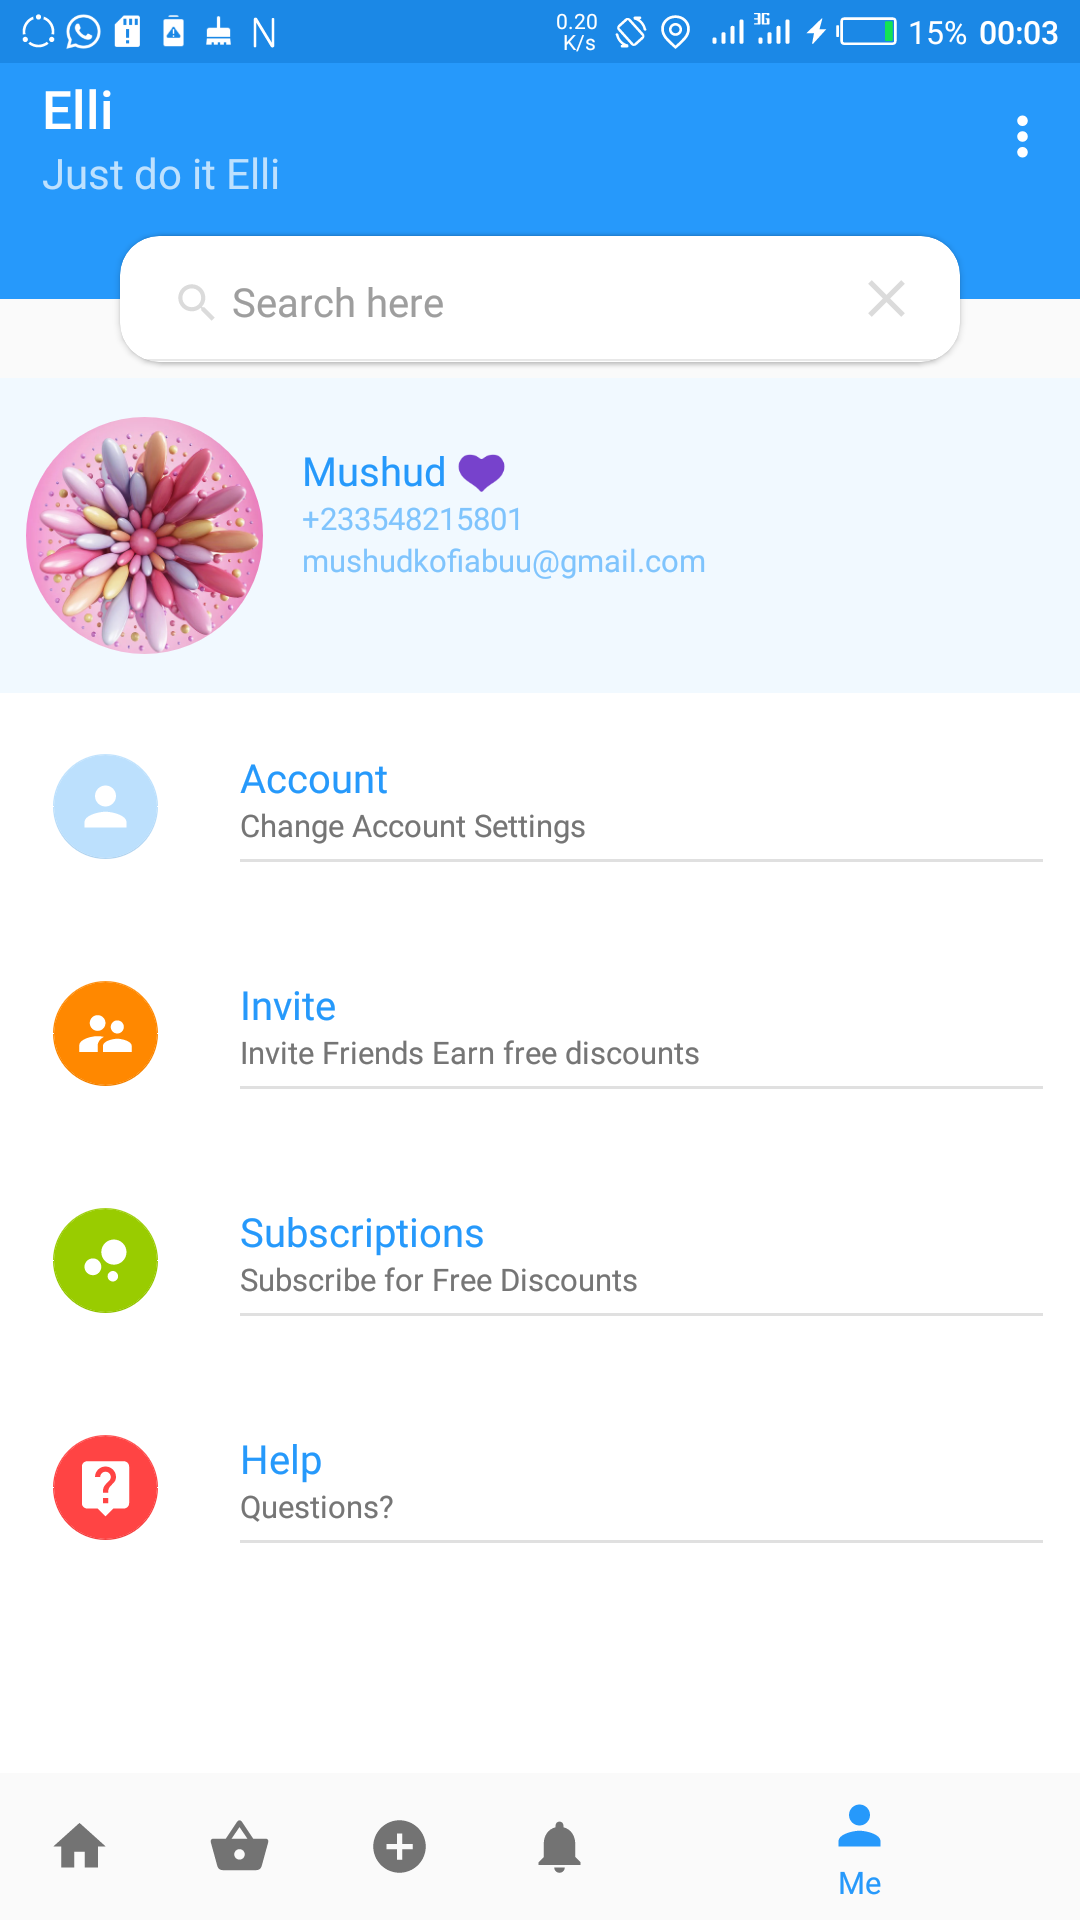 0.20 K/s 3G 15% 00:03
Elli
Just do it Elli
Search here
Mushud 💜
+233548215801
mushudkofiabuu@gmail.com
Account
Change Account Settings
Invite
Invite Friends Earn free discounts
Subscriptions
Subscribe for Free Discounts
Help
Questions?
Me